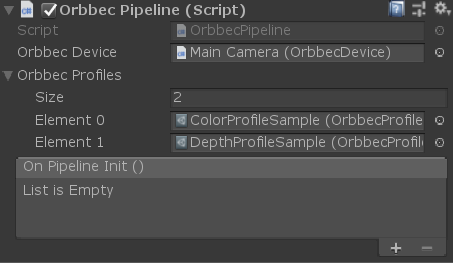 Orbbec Pipeline (Script)
Script OrbbecPipeline
Orbbec Device Main Camera (OrbbecDevice)
Orbbec Profiles
Size 2
Element 0 ColorProfileSample (OrbbecProfile
Element 1 DepthProfileSample (OrbbecProfile
On Pipeline Init ()
List is Empty